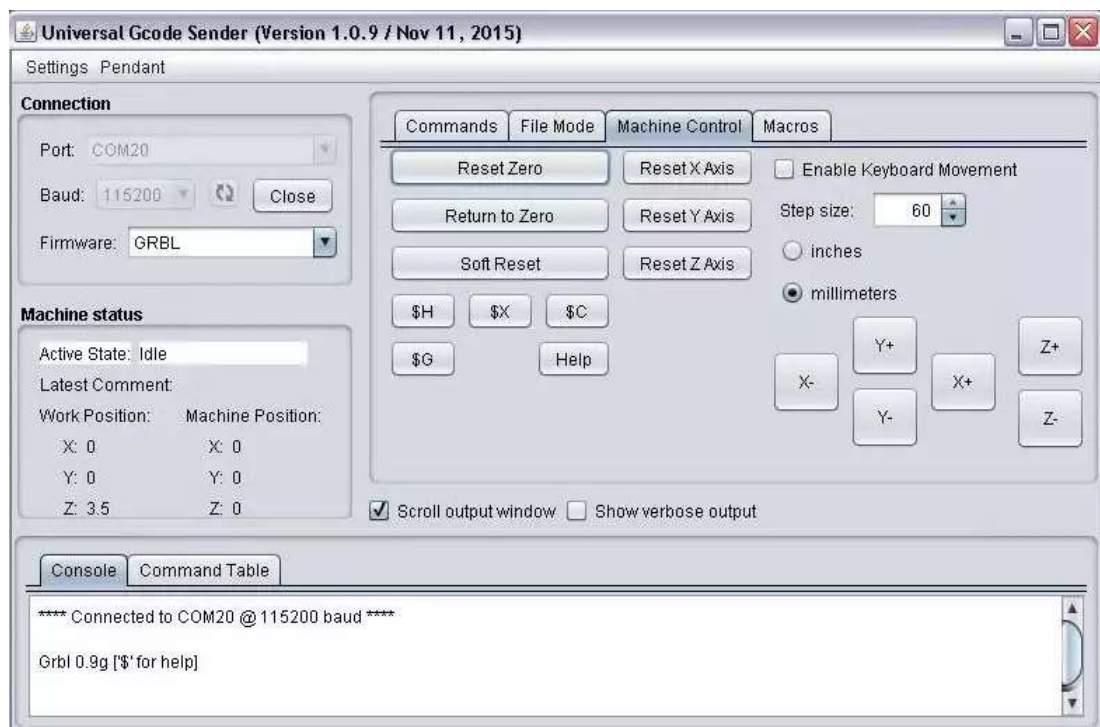 Universal Gcode Sender (Version 1.0.9 / Nov 11, 2015)
Settings Pendant
Connection
Port: COM20
Baud: 115200 Close
Firmware: GRBL
Machine status
Active State: Idle
Latest Comment:
Work Position: Machine Position:
X: 0 X: 0
Y: 0 Y: 0
Z: 3.5 Z: 0
Commands File Mode Machine Control Macros
Reset Zero Reset X Axis Enable Keyboard Movement
Return to Zero Reset Y Axis Step size: 60
inches
Soft Reset Reset Z Axis
millimeters
$H $X $C
$G Help
Y+ Z+
X- X+
Y- Z-
Scroll output window Show verbose output
Console Command Table
**** Connected to COM20 @ 115200 baud ****
Grbl 0.9g ['$' for help]